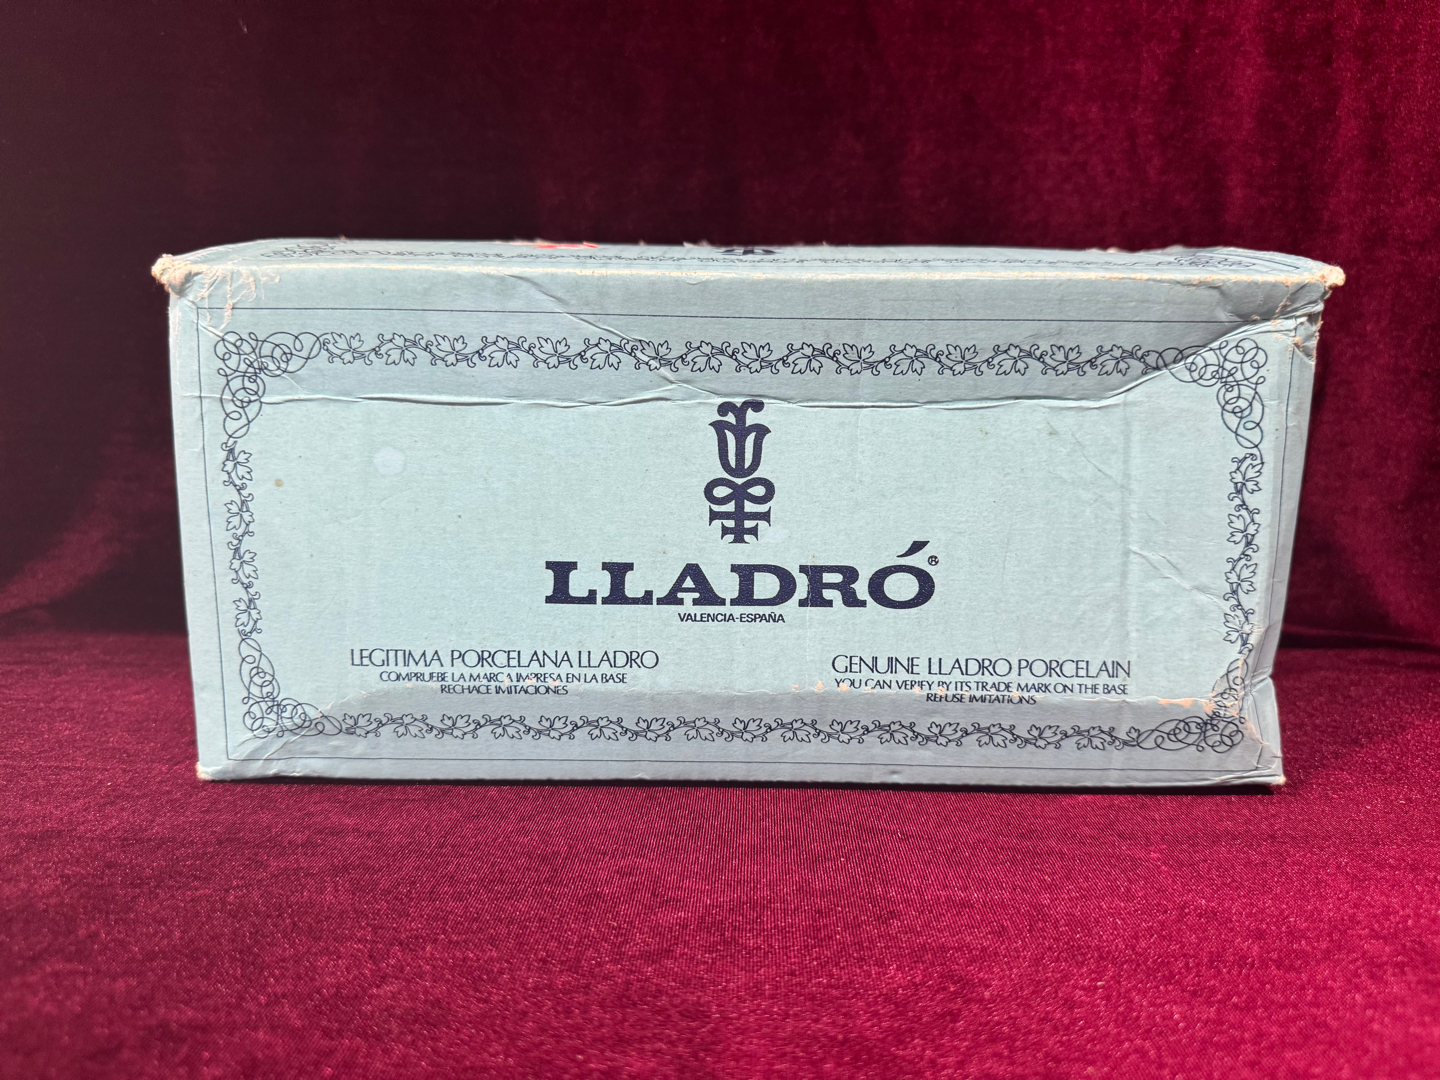 LLADRÓ®
VALENCIA-ESPAÑA
LEGITIMA PORCELANA LLADRO
COMPRUEBE LA MARCA IMPRESA EN LA BASE
RECHACE IMITACIONES
GENUINE LLADRO PORCELAIN
YOU CAN VERIFY BY ITS TRADE MARK ON THE BASE
REFUSE IMITATIONS